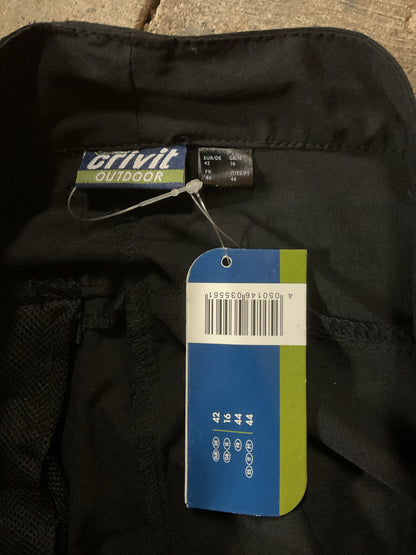 crivit
OUTDOOR
EUR/DE GB/IE
42 16
FR IT/ES/PT
44 44
4 050146 035561
42
16
44
44